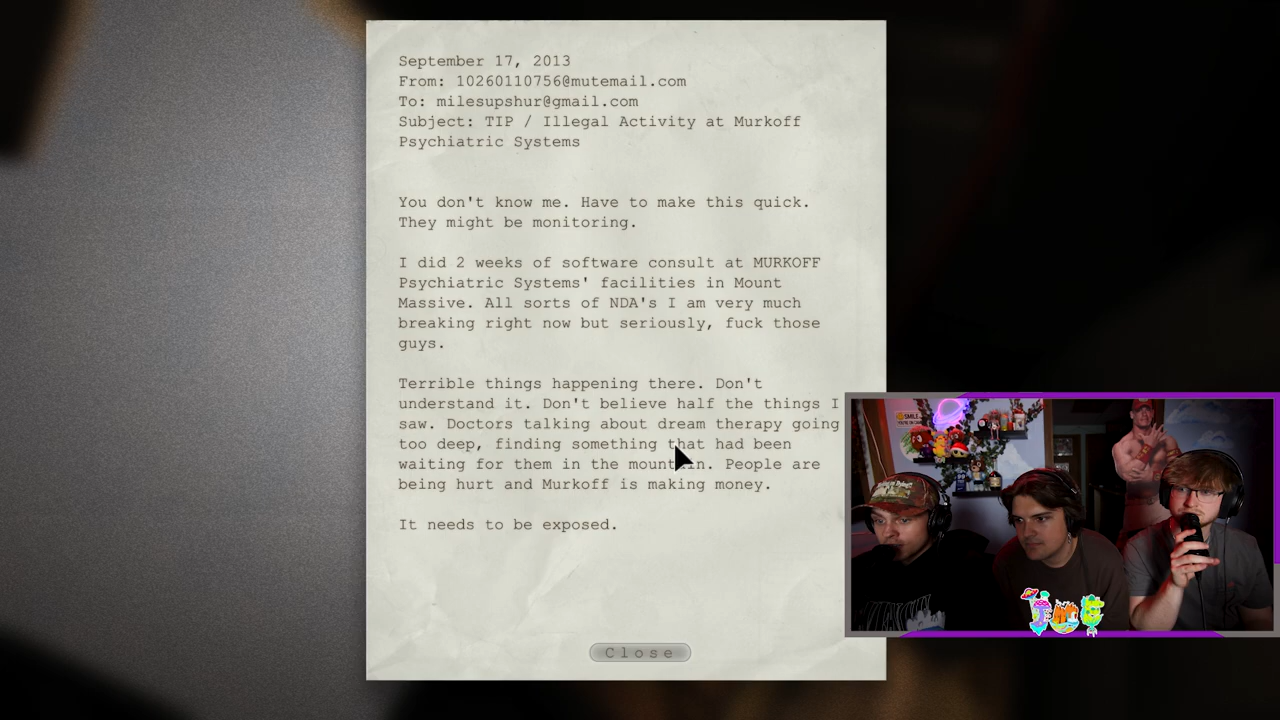 September 17, 2013
From: 10260110756@mutemail.com
To: milesupshur@gmail.com
Subject: TIP / Illegal Activity at Murkoff
Psychiatric Systems
You don't know me. Have to make this quick.
They might be monitoring.
I did 2 weeks of software consult at MURKOFF
Psychiatric Systems' facilities in Mount
Massive. All sorts of NDA's I am very much
breaking right now but seriously, fuck those
guys.
Terrible things happening there. Don't
understand it. Don't believe half the things I
saw. Doctors talking about dream therapy going
too deep, finding something that had been
waiting for them in the mountain. People are
being hurt and Murkoff is making money.
It needs to be exposed.
Close
SMILE